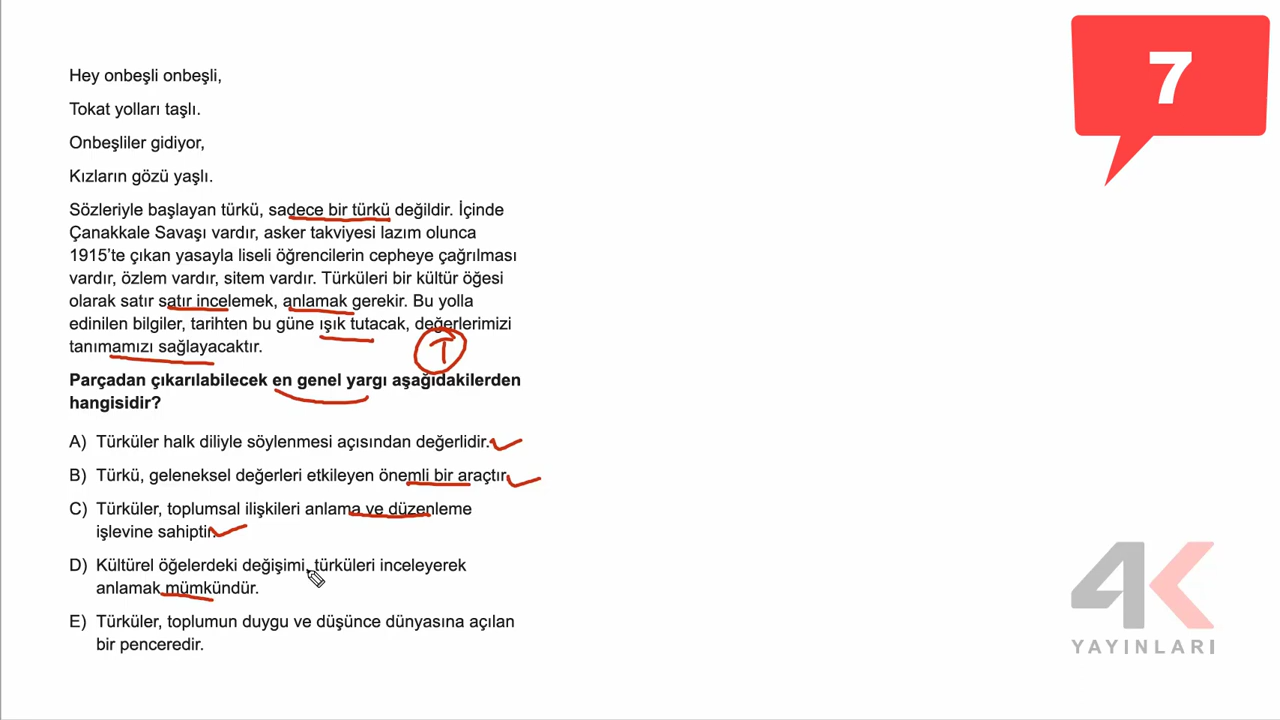 7
Hey onbeşli onbeşli,
Tokat yolları taşlı.
Onbeşliler gidiyor,
Kızların gözü yaşlı.
Sözleriyle başlayan türkü, sadece bir türkü değildir. İçinde
Çanakkale Savaşı vardır, asker takviyesi lazım olunca
1915'te çıkan yasayla liseli öğrencilerin cepheye çağrılması
vardır, özlem vardır, sitem vardır. Türküleri bir kültür öğesi
olarak satır satır incelemek, anlamak gerekir. Bu yolla
edinilen bilgiler, tarihten bu güne ışık tutacak, değerlerimizi
tanımamızı sağlayacaktır.
T
Parçadan çıkarılabilecek en genel yargı aşağıdakilerden
hangisidir?
A) Türküler halk diliyle söylenmesi açısından değerlidir.
B) Türkü, geleneksel değerleri etkileyen önemli bir araçtır.
C) Türküler, toplumsal ilişkileri anlama ve düzenleme
işlevine sahiptir.
D) Kültürel öğelerdeki değişimi, türküleri inceleyerek
anlamak mümkündür.
E) Türküler, toplumun duygu ve düşünce dünyasına açılan
bir penceredir.
4K
YAYINLARI